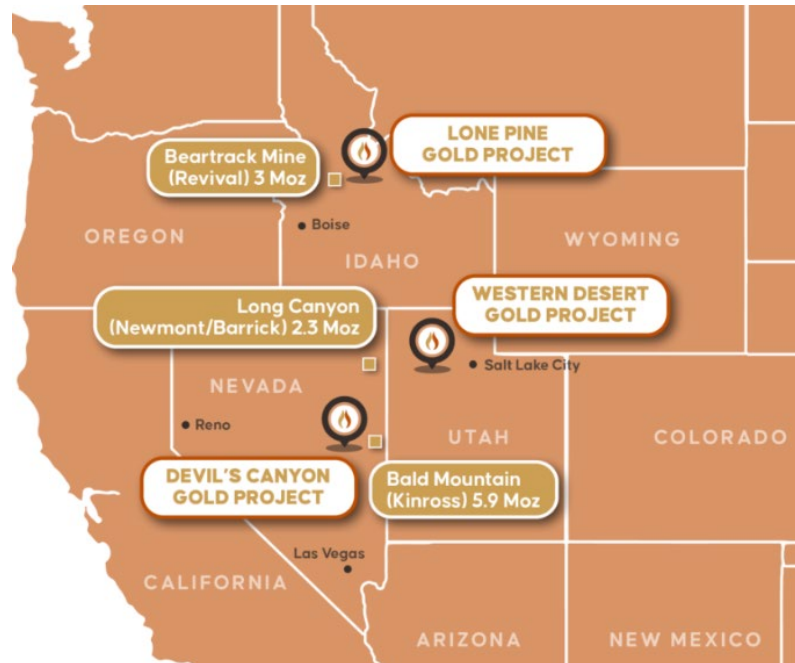 LONE PINE
GOLD PROJECT
Beartrack Mine
(Revival) 3 Moz
Boise
OREGON
IDAHO
WYOMING
WESTERN DESERT
GOLD PROJECT
Long Canyon
(Newmont/Barrick) 2.3 Moz
Salt Lake City
NEVADA
Reno
UTAH
COLORADO
DEVIL'S CANYON
GOLD PROJECT
Bald Mountain
(Kinross) 5.9 Moz
Las Vegas
CALIFORNIA
ARIZONA
NEW MEXICO